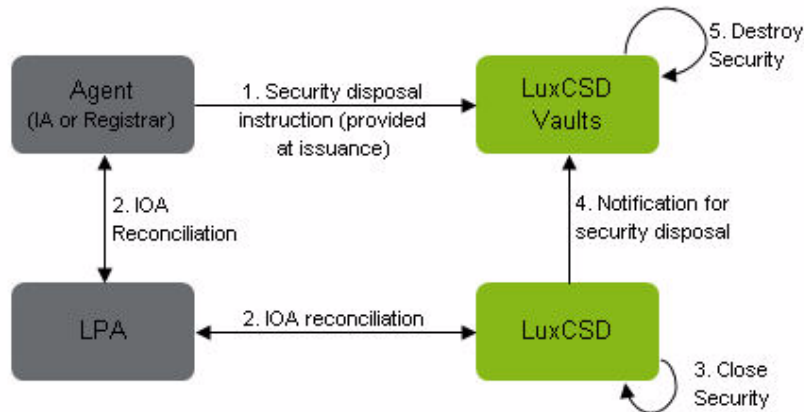 5. Destroy
Security
Agent
(IA or Registrar)
1. Security disposal
instruction (provided
at issuance)
LuxCSD
Vaults
2. IOA
Reconciliation
4. Notification for
security disposal
LPA
2. IOA reconciliation
LuxCSD
3. Close
Security